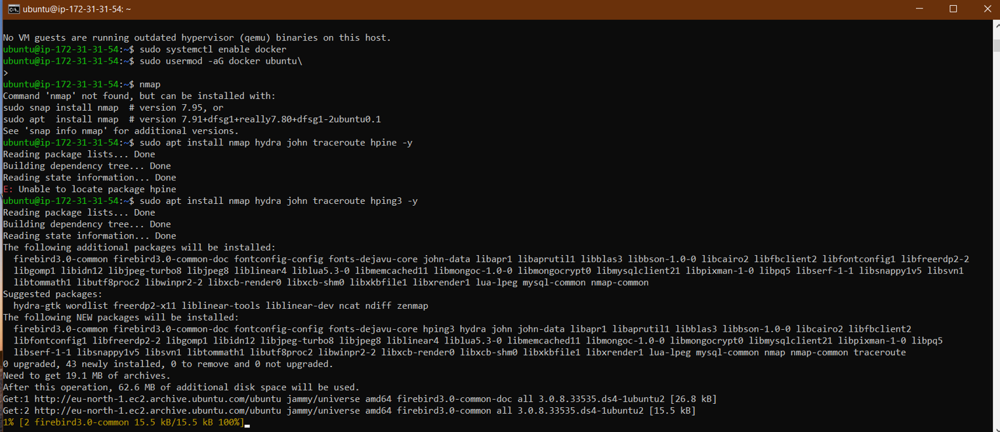 ubuntu@ip-172-31-31-54: ~
No VM guests are running outdated hypervisor (qemu) binaries on this host.
ubuntu@ip-172-31-31-54:~$ sudo systemctl enable docker
ubuntu@ip-172-31-31-54:~$ sudo usermod -aG docker ubuntu\
>
ubuntu@ip-172-31-31-54:~$ nmap
Command 'nmap' not found, but can be installed with:
sudo snap install nmap  # version 7.95, or
sudo apt  install nmap  # version 7.91+dfsg1+really7.80+dfsg1-2ubuntu0.1
See 'snap info nmap' for additional versions.
ubuntu@ip-172-31-31-54:~$ sudo apt install nmap hydra john traceroute hpine -y
Reading package lists... Done
Building dependency tree... Done
Reading state information... Done
E: Unable to locate package hpine
ubuntu@ip-172-31-31-54:~$ sudo apt install nmap hydra john traceroute hping3 -y
Reading package lists... Done
Building dependency tree... Done
Reading state information... Done
The following additional packages will be installed:
  firebird3.0-common firebird3.0-common-doc fontconfig-config fonts-dejavu-core john-data libapr1 libaprutil1 libblas3 libbson-1.0-0 libcairo2 libfbclient2 libfontconfig1 libfreerdp2-2
  libgomp1 libidn12 libjpeg-turbo8 libjpeg8 liblinear4 liblua5.3-0 libmemcached11 libmongoc-1.0-0 libmongocrypt0 libmysqlclient21 libpixman-1-0 libpq5 libserf-1-1 libsnappy1v5 libsvn1
  libtommath1 libutf8proc2 libwinpr2-2 libxcb-render0 libxcb-shm0 libxkbfile1 libxrender1 lua-lpeg mysql-common nmap-common
Suggested packages:
  hydra-gtk wordlist freerdp2-x11 liblinear-tools liblinear-dev ncat ndiff zenmap
The following NEW packages will be installed:
  firebird3.0-common firebird3.0-common-doc fontconfig-config fonts-dejavu-core hping3 hydra john john-data libapr1 libaprutil1 libblas3 libbson-1.0-0 libcairo2 libfbclient2
  libfontconfig1 libfreerdp2-2 libgomp1 libidn12 libjpeg-turbo8 libjpeg8 liblinear4 liblua5.3-0 libmemcached11 libmongoc-1.0-0 libmongocrypt0 libmysqlclient21 libpixman-1-0 libpq5
  libserf-1-1 libsnappy1v5 libsvn1 libtommath1 libutf8proc2 libwinpr2-2 libxcb-render0 libxcb-shm0 libxkbfile1 libxrender1 lua-lpeg mysql-common nmap nmap-common traceroute
0 upgraded, 43 newly installed, 0 to remove and 0 not upgraded.
Need to get 19.1 MB of archives.
After this operation, 62.6 MB of additional disk space will be used.
Get:1 http://eu-north-1.ec2.archive.ubuntu.com/ubuntu jammy/universe amd64 firebird3.0-common-doc all 3.0.8.33535.ds4-1ubuntu2 [26.8 kB]
Get:2 http://eu-north-1.ec2.archive.ubuntu.com/ubuntu jammy/universe amd64 firebird3.0-common all 3.0.8.33535.ds4-1ubuntu2 [15.5 kB]
1% [2 firebird3.0-common 15.5 kB/15.5 kB 100%]